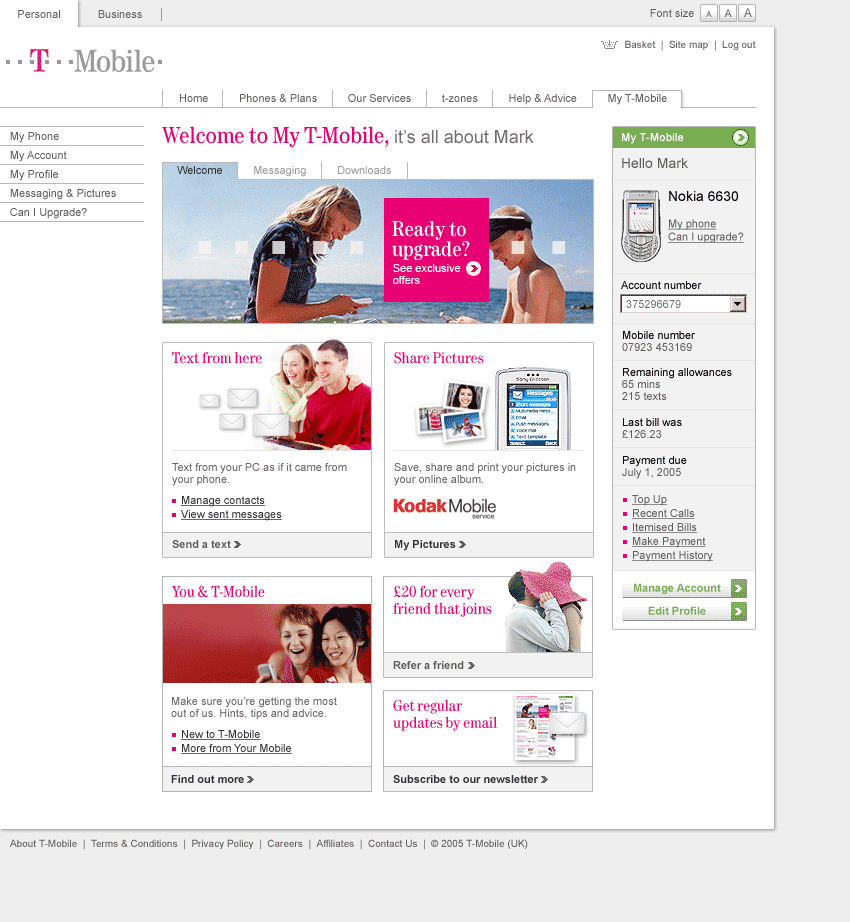 Personal
Business
Font size A A A
Basket | Site map | Log out
T-Mobile
Home
Phones & Plans
Our Services
t-zones
Help & Advice
My T-Mobile
My Phone
My Account
My Profile
Messaging & Pictures
Can I Upgrade?
Welcome to My T-Mobile, it's all about Mark
Welcome
Messaging
Downloads
Ready to
upgrade?
See exclusive
offers
Text from here
Text from your PC as if it came from
your phone.
Manage contacts
View sent messages
Send a text
Share Pictures
Sony Ericsson
Messages
Short messages
Multimedia mess...
Email
Push messages
Voice mail
Text template
Select
Back
Save, share and print your pictures in
your online album.
Kodak Mobile
service
My Pictures
You & T-Mobile
Make sure you're getting the most
out of us. Hints, tips and advice.
New to T-Mobile
More from Your Mobile
Find out more
£20 for every
friend that joins
Refer a friend
Get regular
updates by email
Subscribe to our newsletter
My T-Mobile
Hello Mark
Nokia 6630
My phone
Can I upgrade?
Account number
375296679
Mobile number
07923 453169
Remaining allowances
65 mins
215 texts
Last bill was
£126.23
Payment due
July 1, 2005
Top Up
Recent Calls
Itemised Bills
Make Payment
Payment History
Manage Account
Edit Profile
About T-Mobile | Terms & Conditions | Privacy Policy | Careers | Affiliates | Contact Us | © 2005 T-Mobile (UK)